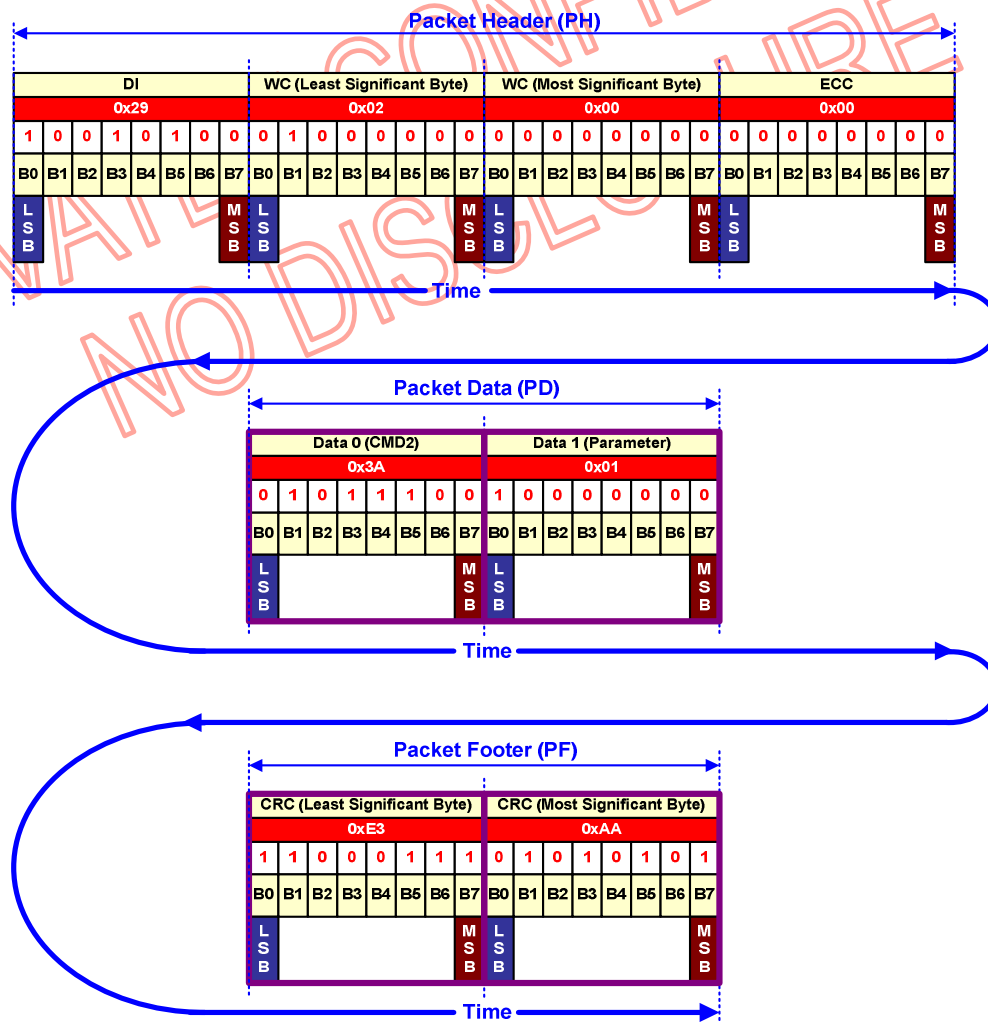 Packet Header (PH)
DI WC (Least Significant Byte) WC (Most Significant Byte) ECC
0x29 0x02 0x00 0x00
1 0 0 1 0 1 0 0 0 1 0 0 0 0 0 0 0 0 0 0 0 0 0 0 0 0 0 0 0 0 0 0
B0 B1 B2 B3 B4 B5 B6 B7 B0 B1 B2 B3 B4 B5 B6 B7 B0 B1 B2 B3 B4 B5 B6 B7 B0 B1 B2 B3 B4 B5 B6 B7
LSB MSB LSB MSB LSB MSB LSB MSB
NO DISCLOSURE
Time
Packet Data (PD)
Data 0 (CMD2) Data 1 (Parameter)
0x3A 0x01
0 1 0 1 1 1 0 0 1 0 0 0 0 0 0 0
B0 B1 B2 B3 B4 B5 B6 B7 B0 B1 B2 B3 B4 B5 B6 B7
LSB MSB LSB MSB
Time
Packet Footer (PF)
CRC (Least Significant Byte) CRC (Most Significant Byte)
0xE3 0xAA
1 1 0 0 0 1 1 1 0 1 0 1 0 1 0 1
B0 B1 B2 B3 B4 B5 B6 B7 B0 B1 B2 B3 B4 B5 B6 B7
LSB MSB LSB MSB
Time